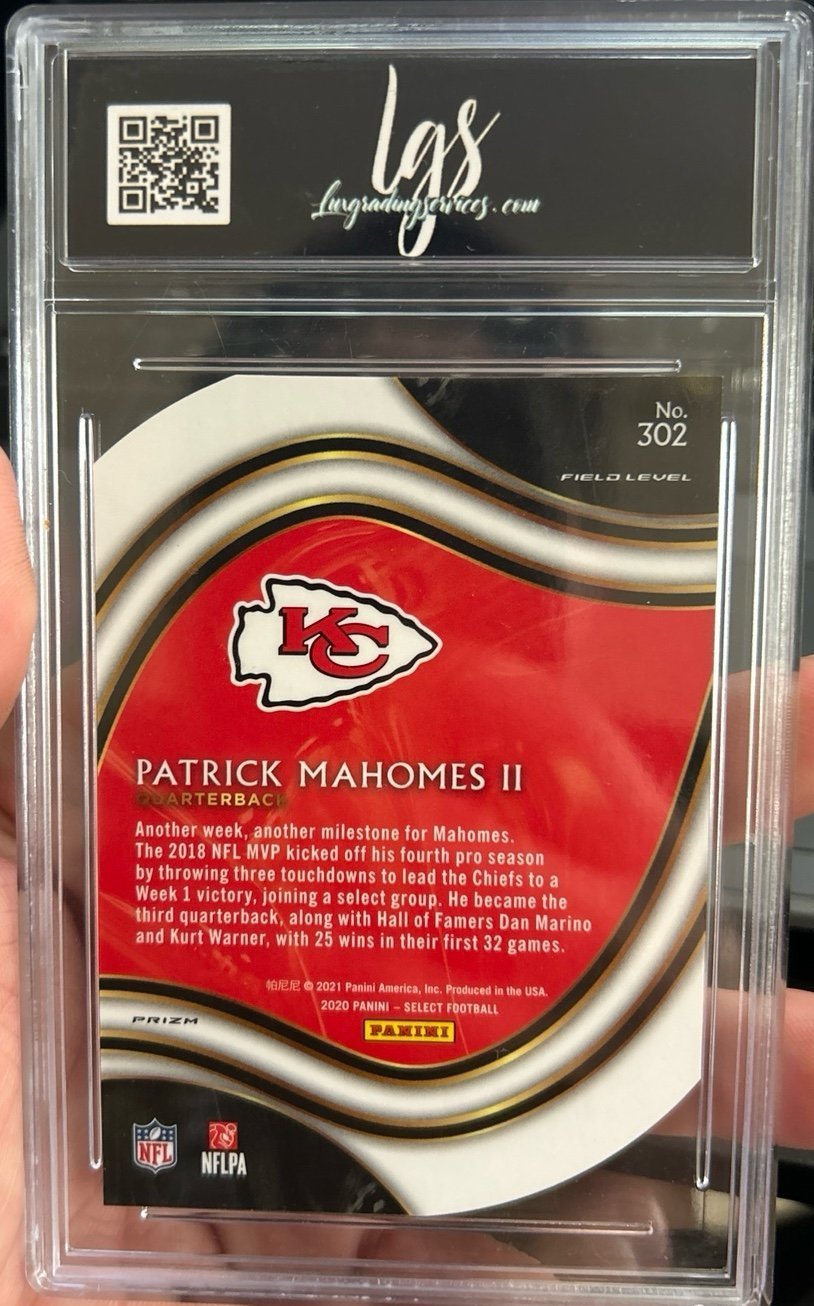 lgs
Luxgradingservices.com
No.
302
FIELD LEVEL
KC
PATRICK MAHOMES II
QUARTERBACK
Another week, another milestone for Mahomes.
The 2018 NFL MVP kicked off his fourth pro season
by throwing three touchdowns to lead the Chiefs to a
Week 1 victory, joining a select group. He became the
third quarterback, along with Hall of Famers Dan Marino
and Kurt Warner, with 25 wins in their first 32 games.
帕尼尼 © 2021 Panini America, Inc. Produced in the USA.
2020 PANINI – SELECT FOOTBALL
PANINI
PRIZM
NFL
NFLPA